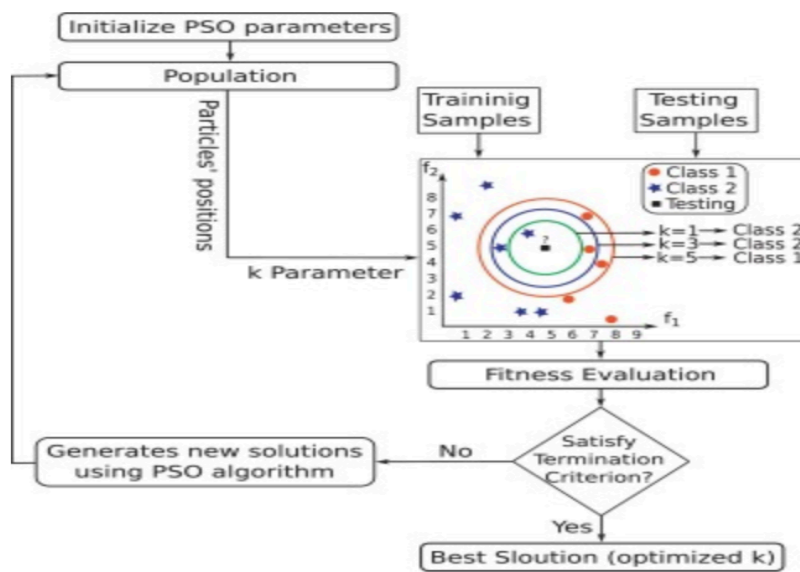 Initialize PSO parameters
Population
Particles' positions
k Parameter
Traininig
Samples
Testing
Samples
f2
Class 1
Class 2
Testing
8
7
6
5
4
3
2
1
?
k=1 Class 2
k=3 Class 2
k=5 Class 1
f1
1 2 3 4 5 6 7 8 9
Fitness Evaluation
Satisfy
Termination
Criterion?
No
Generates new solutions
using PSO algorithm
Yes
Best Sloution (optimized k)